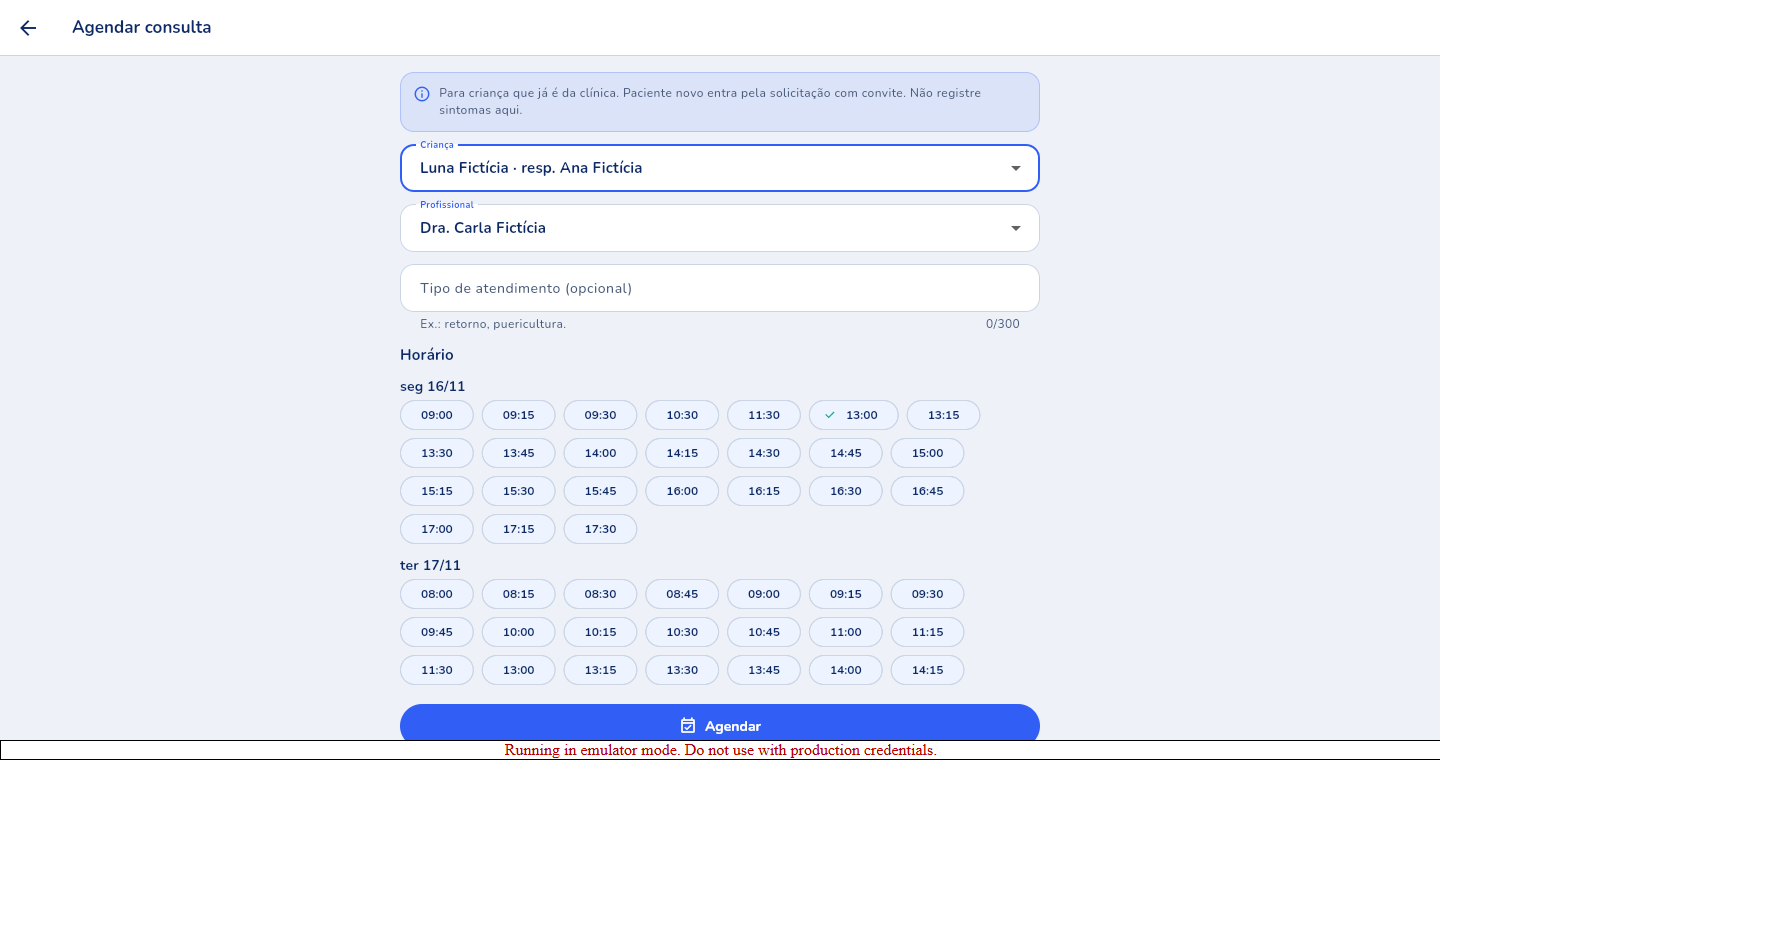 Agendar consulta
Para criança que já é da clínica. Paciente novo entra pela solicitação com convite. Não registre
sintomas aqui.
Criança
Luna Fictícia · resp. Ana Fictícia
Profissional
Dra. Carla Fictícia
Tipo de atendimento (opcional)
Ex.: retorno, puericultura. 0/300
Horário
seg 16/11
09:00 09:15 09:30 10:30 11:30 13:00 13:15
13:30 13:45 14:00 14:15 14:30 14:45 15:00
15:15 15:30 15:45 16:00 16:15 16:30 16:45
17:00 17:15 17:30
ter 17/11
08:00 08:15 08:30 08:45 09:00 09:15 09:30
09:45 10:00 10:15 10:30 10:45 11:00 11:15
11:30 13:00 13:15 13:30 13:45 14:00 14:15
Agendar
Running in emulator mode. Do not use with production credentials.